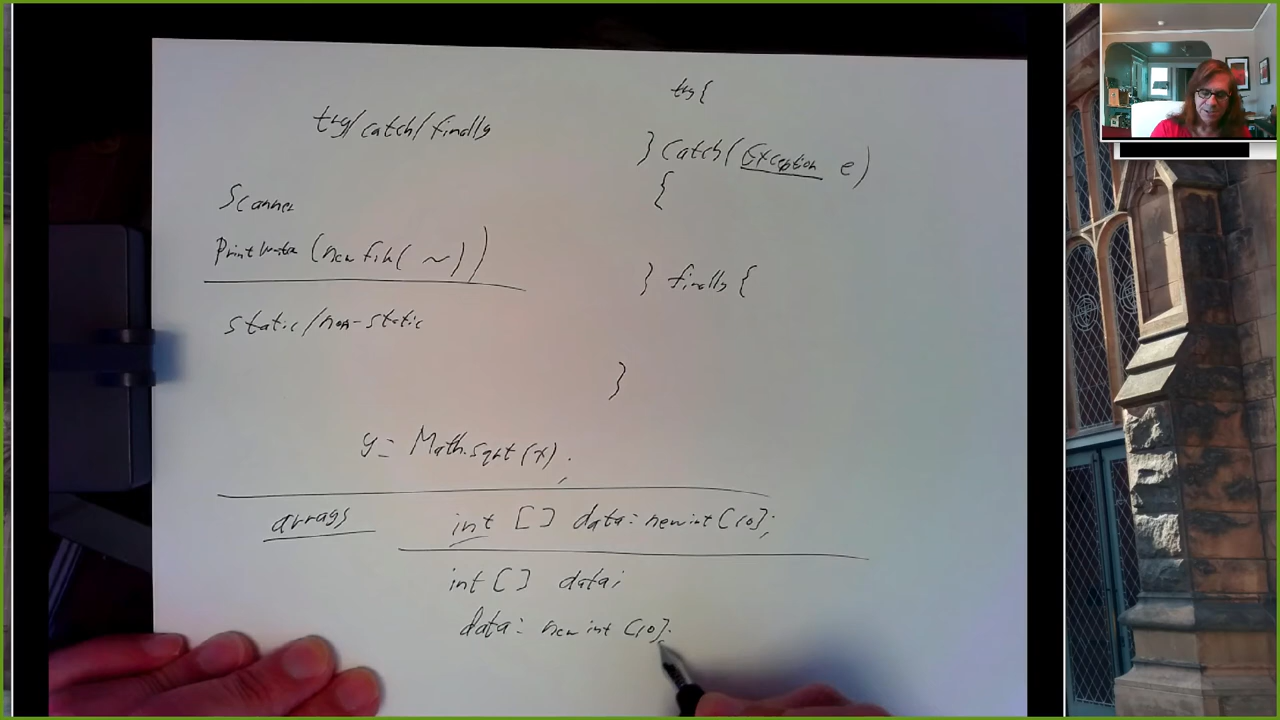 try/catch/finally
Scanner
PrintWriter (new File( ~ ))
static/non-static
try{
} catch( Exception e)
{
} finally {
}
y= Math.sqrt(x);
arrays
int [] data= new int [10];
int [] data;
data= new int [10];